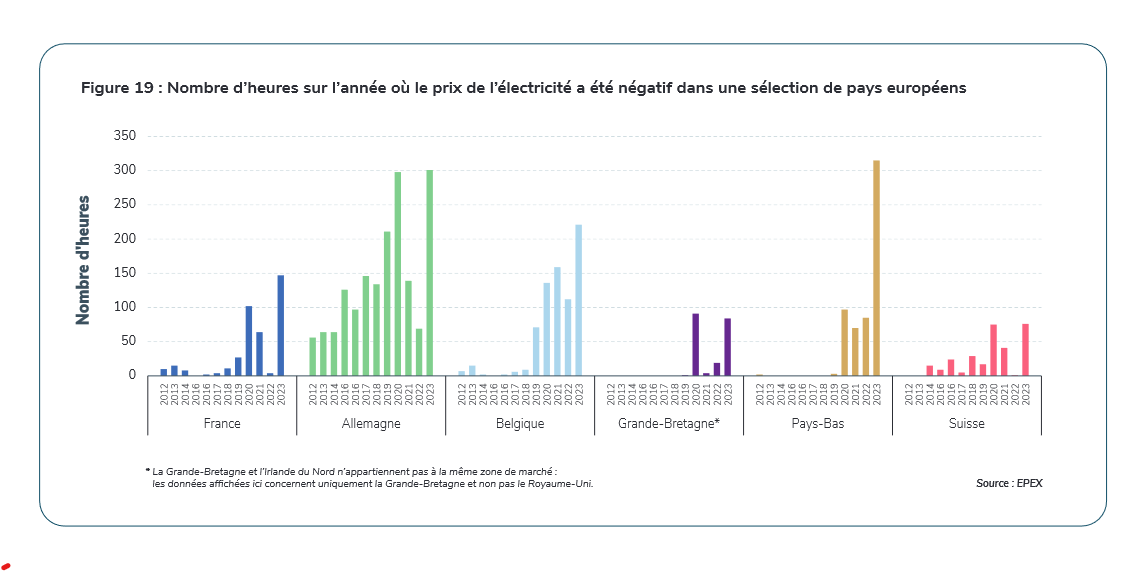 Figure 19 : Nombre d'heures sur l'année où le prix de l'électricité a été négatif dans une sélection de pays européens
Nombre d'heures
350
300
250
200
150
100
50
0
2012 2013 2014 2016 2016 2017 2018 2019 2020 2021 2022 2023
France
2012 2013 2014 2016 2016 2017 2018 2019 2020 2021 2022 2023
Allemagne
2012 2013 2014 2016 2016 2017 2018 2019 2020 2021 2022 2023
Belgique
2012 2013 2014 2016 2016 2017 2018 2019 2020 2021 2022 2023
Grande-Bretagne*
2012 2013 2014 2016 2016 2017 2018 2019 2020 2021 2022 2023
Pays-Bas
2012 2013 2014 2016 2016 2017 2018 2019 2020 2021 2022 2023
Suisse
* La Grande-Bretagne et l'Irlande du Nord n'appartiennent pas à la même zone de marché :
les données affichées ici concernent uniquement la Grande-Bretagne et non pas le Royaume-Uni.
Source : EPEX